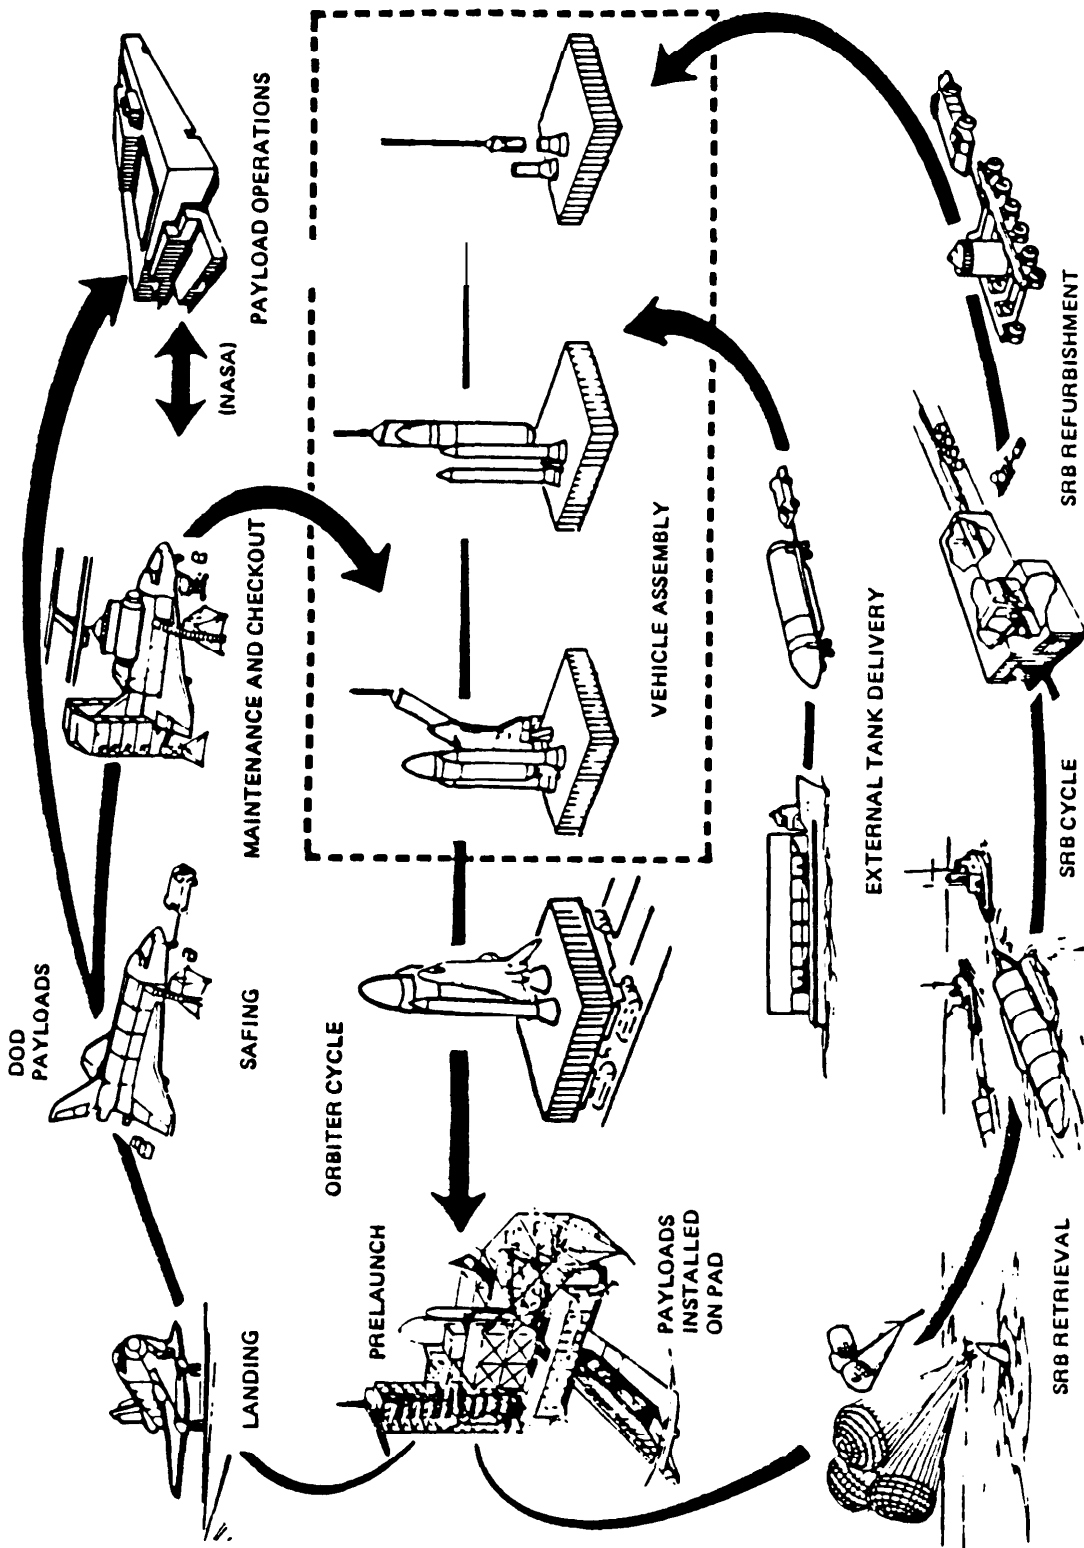 DOD
PAYLOADS
LANDING
SAFING
MAINTENANCE AND CHECKOUT
(NASA)
PAYLOAD OPERATIONS
ORBITER CYCLE
PRELAUNCH
PAYLOADS
INSTALLED
ON PAD
VEHICLE ASSEMBLY
EXTERNAL TANK DELIVERY
SRB RETRIEVAL
SRB CYCLE
SRB REFURBISHMENT